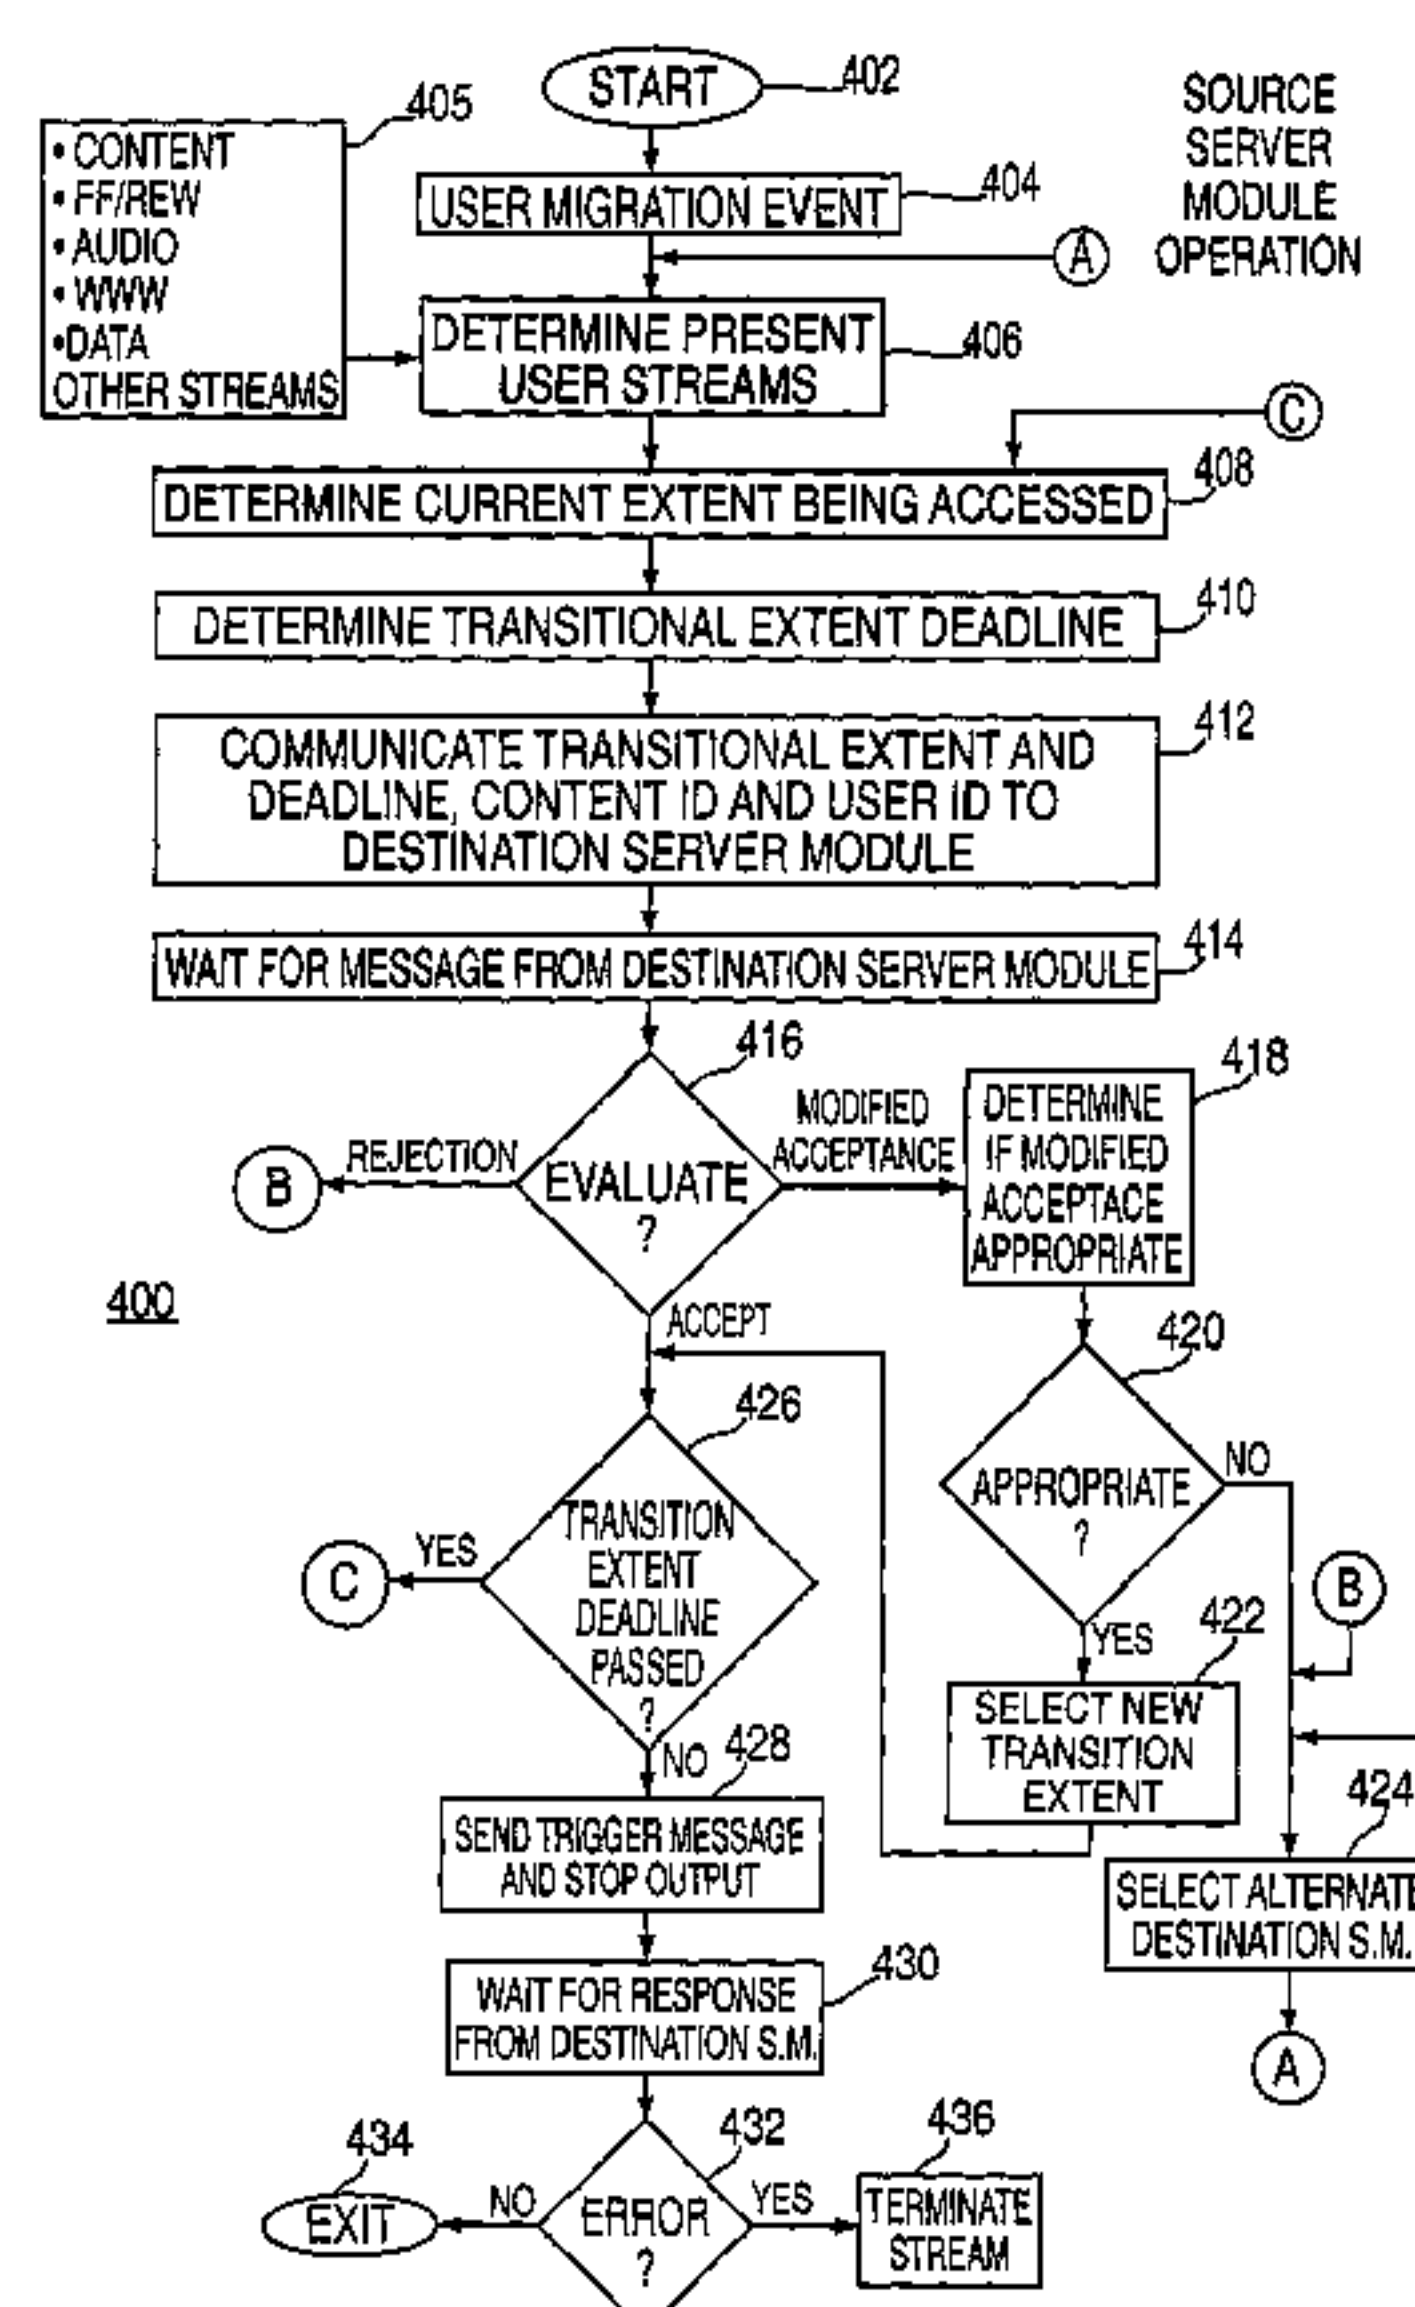 START
402
SOURCE
SERVER
MODULE
OPERATION
405
• CONTENT
• FF/REW
• AUDIO
• WWW
•DATA
OTHER STREAMS
USER MIGRATION EVENT
404
A
DETERMINE PRESENT
USER STREAMS
406
C
DETERMINE CURRENT EXTENT BEING ACCESSED
408
DETERMINE TRANSITIONAL EXTENT DEADLINE
410
COMMUNICATE TRANSITIONAL EXTENT AND
DEADLINE, CONTENT ID AND USER ID TO
DESTINATION SERVER MODULE
412
WAIT FOR MESSAGE FROM DESTINATION SERVER MODULE
414
416
EVALUATE
?
REJECTION
B
MODIFIED
ACCEPTANCE
418
DETERMINE
IF MODIFIED
ACCEPTACE
APPROPRIATE
400
ACCEPT
420
APPROPRIATE
?
NO
YES
B
426
TRANSITION
EXTENT
DEADLINE
PASSED
?
YES
C
NO
422
SELECT NEW
TRANSITION
EXTENT
424
SELECT ALTERNATE
DESTINATION S.M.
A
428
SEND TRIGGER MESSAGE
AND STOP OUTPUT
430
WAIT FOR RESPONSE
FROM DESTINATION S.M.
432
ERROR
?
NO
434
EXIT
YES
436
TERMINATE
STREAM